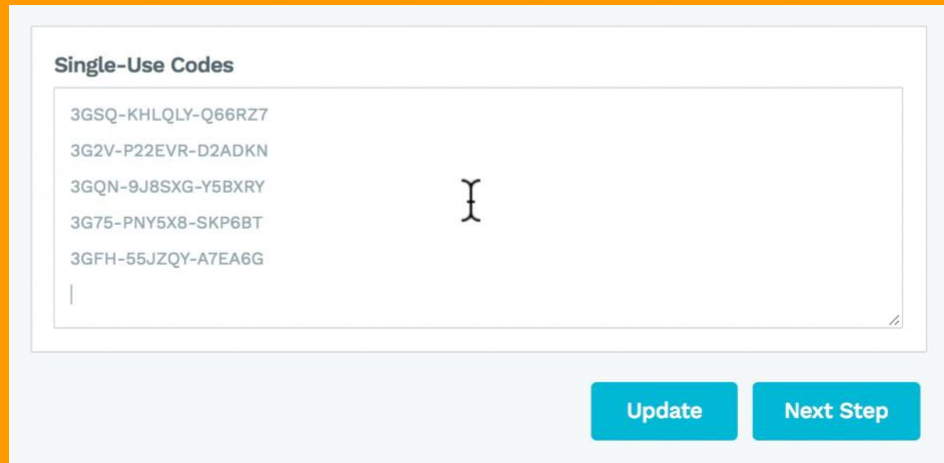 Single-Use Codes
3GSQ-KHLQLY-Q66RZ7
3G2V-P22EVR-D2ADKN
3GQN-9J8SXG-Y5BXRY
3G75-PNY5X8-SKP6BT
3GFH-55JZQY-A7EA6G
Update
Next Step